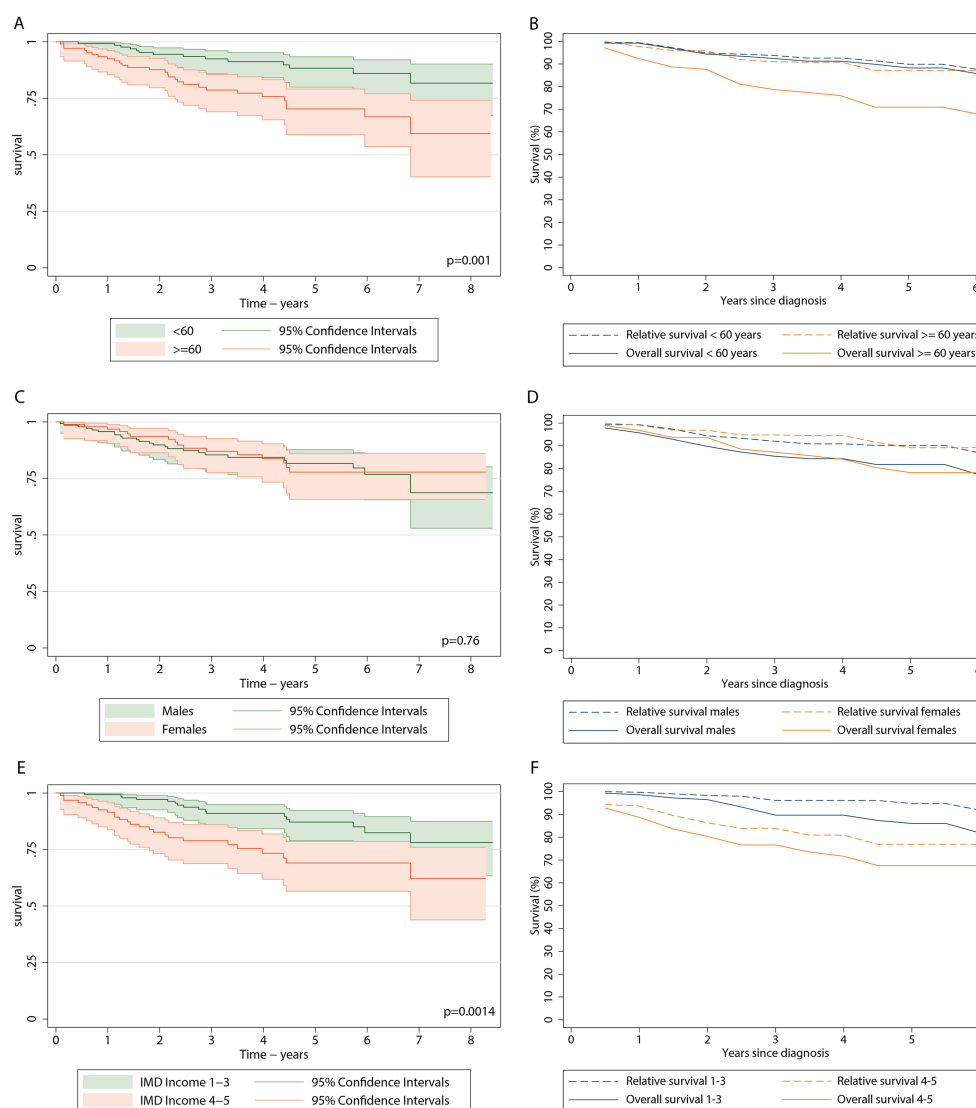 A
1
.75
.5
.25
0
survival
0 1 2 3 4 5 6 7 8
Time – years
p=0.001
<60 95% Confidence Intervals
>=60 95% Confidence Intervals
B
100
90
80
70
60
50
40
30
20
10
0
Survival (%)
0 1 2 3 4 5 6
Years since diagnosis
Relative survival < 60 years Relative survival >= 60 years
Overall survival < 60 years Overall survival >= 60 years
C
1
.75
.5
.25
0
survival
0 1 2 3 4 5 6 7 8
Time – years
p=0.76
Males 95% Confidence Intervals
Females 95% Confidence Intervals
D
100
90
80
70
60
50
40
30
20
10
0
Survival (%)
0 1 2 3 4 5
Years since diagnosis
Relative survival males Relative survival females
Overall survival males Overall survival females
E
1
.75
.5
.25
0
survival
0 1 2 3 4 5 6 7 8
Time – years
p=0.0014
IMD Income 1–3 95% Confidence Intervals
IMD Income 4–5 95% Confidence Intervals
F
100
90
80
70
60
50
40
30
20
10
0
Survival (%)
0 1 2 3 4 5
Years since diagnosis
Relative survival 1-3 Relative survival 4-5
Overall survival 1-3 Overall survival 4-5